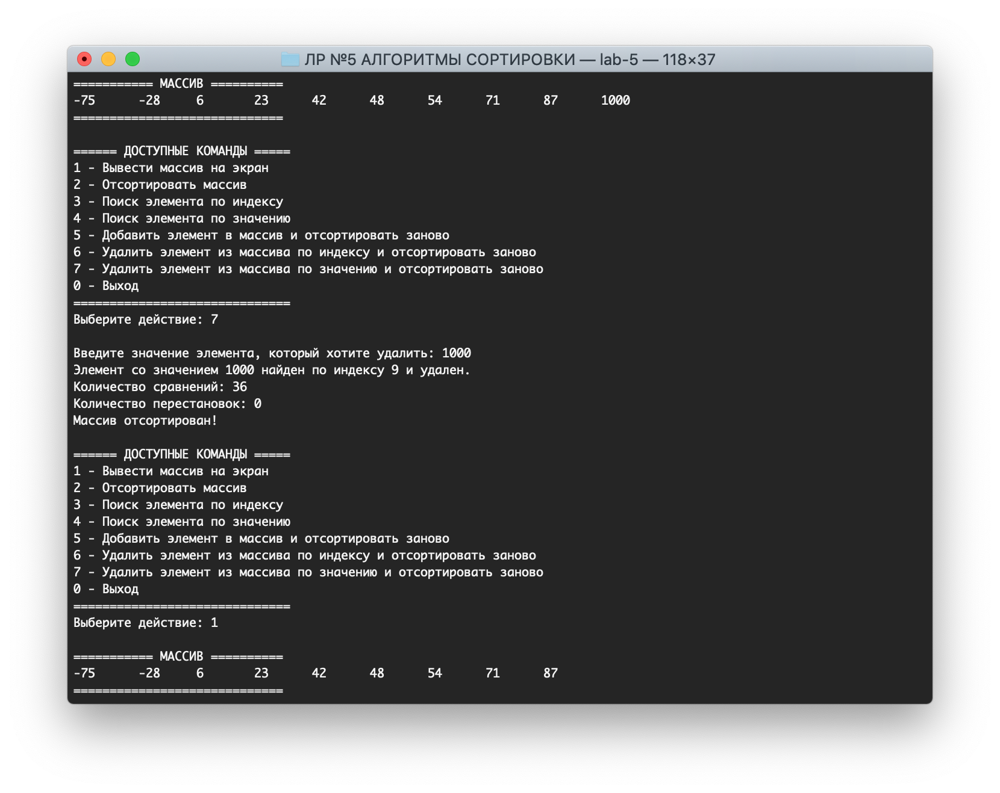 ЛР №5 АЛГОРИТМЫ СОРТИРОВКИ — lab-5 — 118×37
=========== МАССИВ ==========
-75 -28 6 23 42 48 54 71 87 1000
=============================
====== ДОСТУПНЫЕ КОМАНДЫ =====
1 - Вывести массив на экран
2 - Отсортировать массив
3 - Поиск элемента по индексу
4 - Поиск элемента по значению
5 - Добавить элемент в массив и отсортировать заново
6 - Удалить элемент из массива по индексу и отсортировать заново
7 - Удалить элемент из массива по значению и отсортировать заново
0 - Выход
==============================
Выберите действие: 7
Введите значение элемента, который хотите удалить: 1000
Элемент со значением 1000 найден по индексу 9 и удален.
Количество сравнений: 36
Количество перестановок: 0
Массив отсортирован!
====== ДОСТУПНЫЕ КОМАНДЫ =====
1 - Вывести массив на экран
2 - Отсортировать массив
3 - Поиск элемента по индексу
4 - Поиск элемента по значению
5 - Добавить элемент в массив и отсортировать заново
6 - Удалить элемент из массива по индексу и отсортировать заново
7 - Удалить элемент из массива по значению и отсортировать заново
0 - Выход
==============================
Выберите действие: 1
=========== МАССИВ ==========
-75 -28 6 23 42 48 54 71 87
=============================